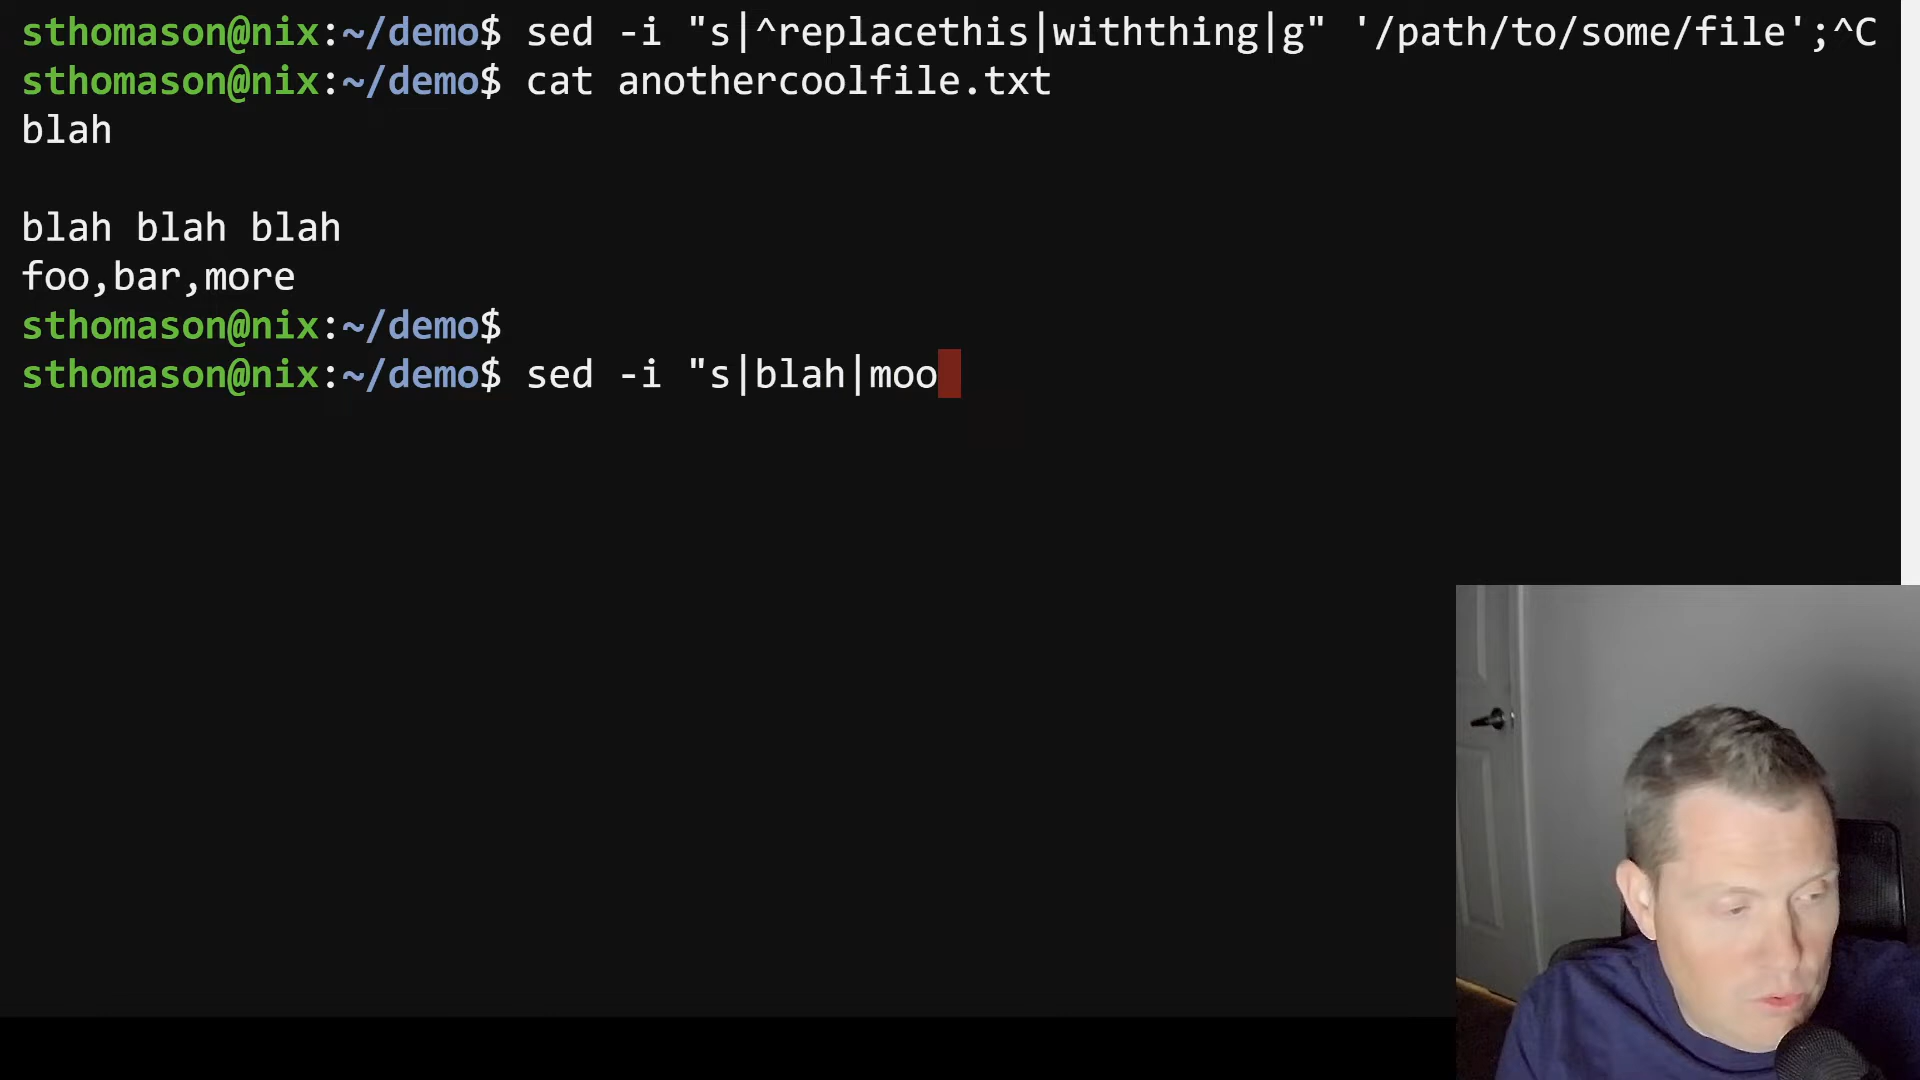 sthomason@nix:~/demo$ sed -i "s|^replacethis|withthing|g" '/path/to/some/file';^C
sthomason@nix:~/demo$ cat anothercoolfile.txt
blah
blah blah blah
foo,bar,more
sthomason@nix:~/demo$
sthomason@nix:~/demo$ sed -i "s|blah|moo